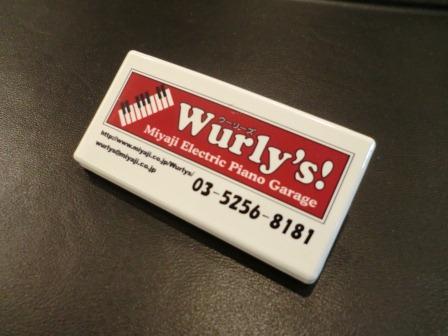 ウーリーズ
Wurly's!
Miyaji Electric Piano Garage
http://www.miyaji.co.jp/Wurlys/
wurlys@miyaji.co.jp
03-5256-8181